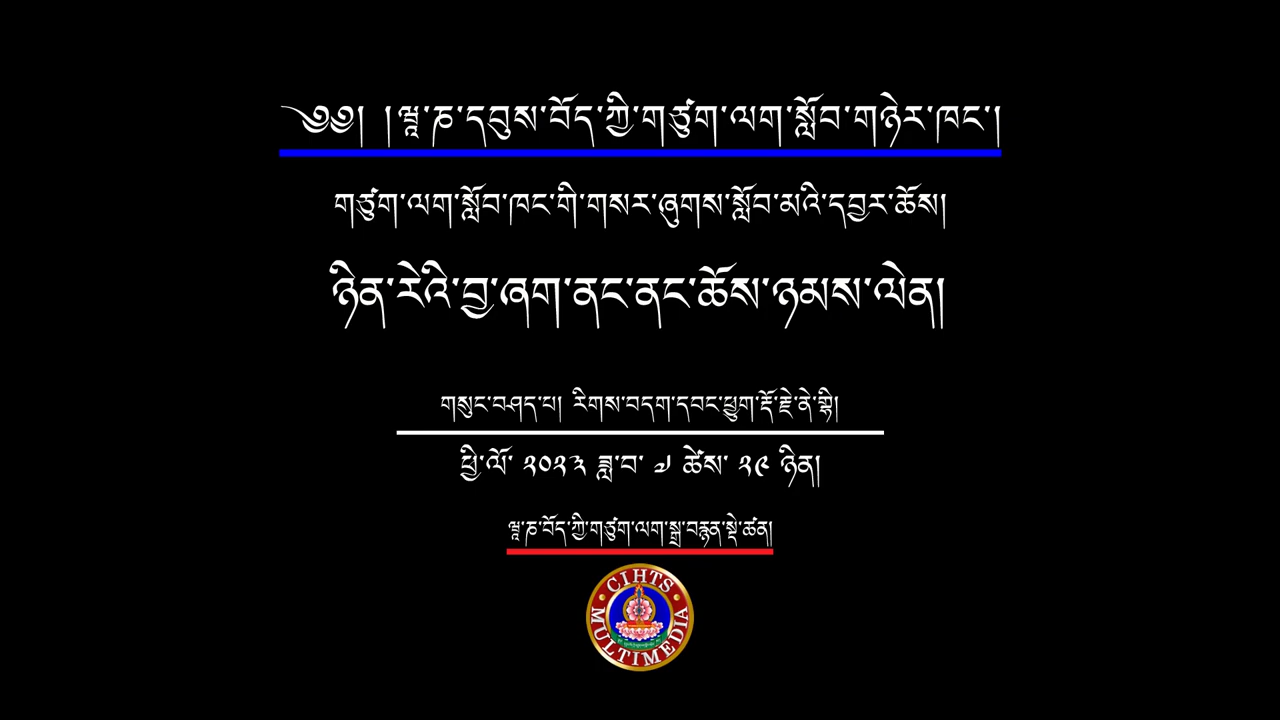 ༄༅། །ཝཱ་ཎ་དབུས་བོད་ཀྱི་གཙུག་ལག་སློབ་གཉེར་ཁང་།
གཙུག་ལག་སློབ་ཁང་གི་གསར་ཞུགས་སློབ་མའི་དབྱར་ཆོས།
ཉིན་རེའི་བྱ་ཞག་ནང་ནང་ཆོས་ཉམས་ལེན།
གསུང་བཤད་པ། རིགས་བདག་དབང་ཕྱུག་རྡོ་རྗེ་ནེ་གི།
ཕྱི་ལོ་ ༢༠༢༣ ཟླ་བ་ ༧ ཚེས་ ༢༩ ཉིན།
ཝཱ་ཎ་བོད་ཀྱི་གཙུག་ལག་སྒྲ་བརྙན་སྡེ་ཚན།
CIHTS
MULTIMEDIA